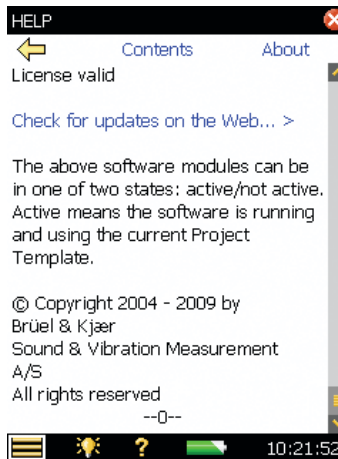 HELP
Contents About
License valid
Check for updates on the Web... >
The above software modules can be
in one of two states: active/not active.
Active means the software is running
and using the current Project
Template.
© Copyright 2004 - 2009 by
Brüel & Kjær
Sound & Vibration Measurement
A/S
All rights reserved
--0--
? 10:21:52